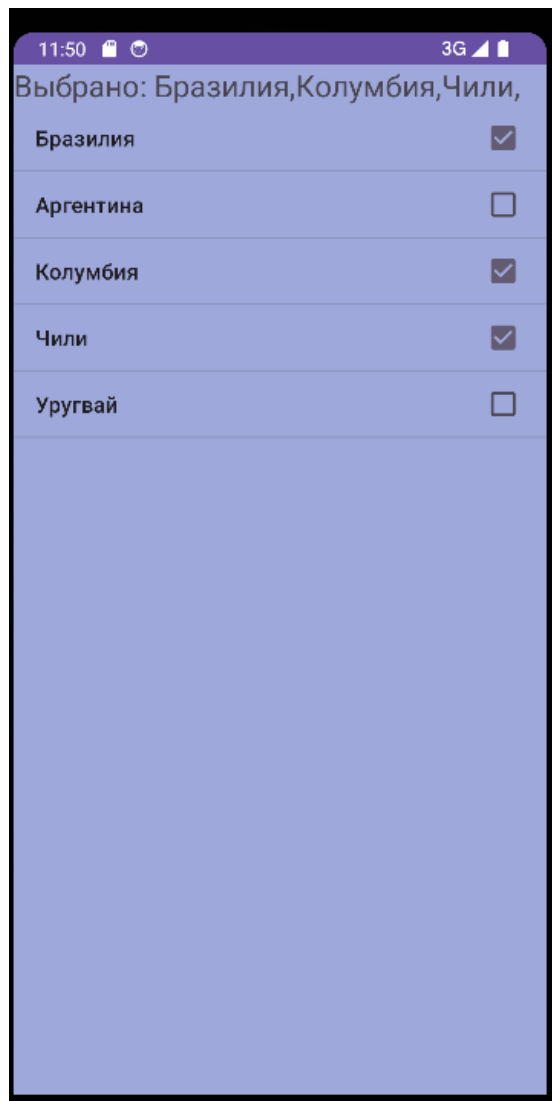 11:50 3G
Выбрано: Бразилия,Колумбия,Чили,
Бразилия
Аргентина
Колумбия
Чили
Уругвай